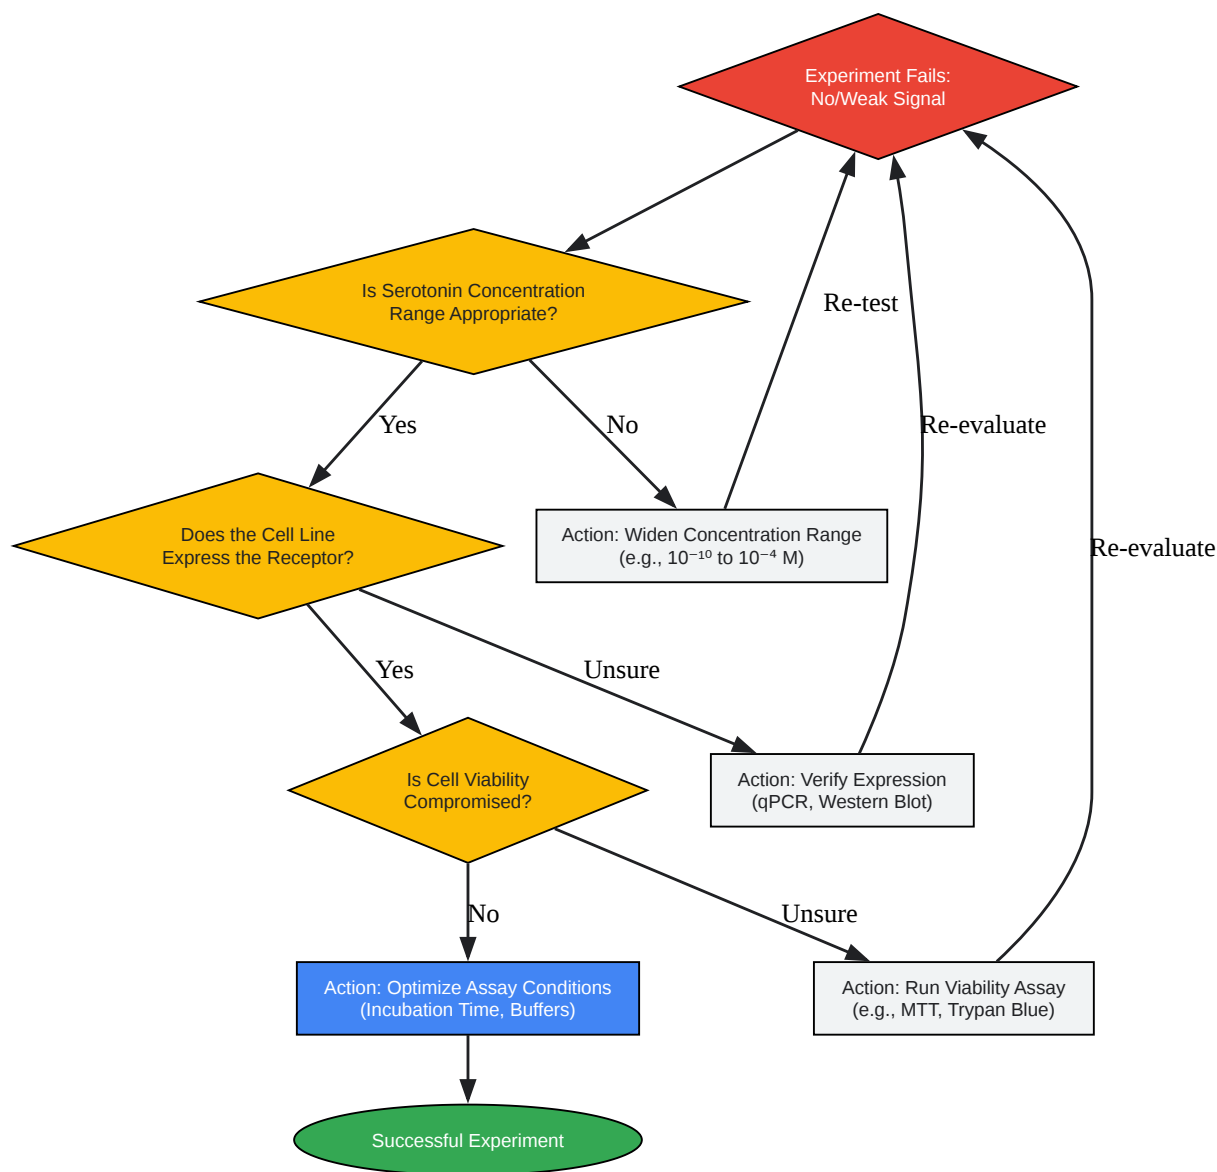 Experiment Fails:
No/Weak Signal
Is Serotonin Concentration
Range Appropriate?
Re-test
Yes
No
Re-evaluate
Does the Cell Line
Express the Receptor?
Action: Widen Concentration Range
(e.g., 10⁻¹⁰ to 10⁻⁴ M)
Re-evaluate
Yes
Unsure
Is Cell Viability
Compromised?
Action: Verify Expression
(qPCR, Western Blot)
No
Unsure
Action: Optimize Assay Conditions
(Incubation Time, Buffers)
Action: Run Viability Assay
(e.g., MTT, Trypan Blue)
Successful Experiment